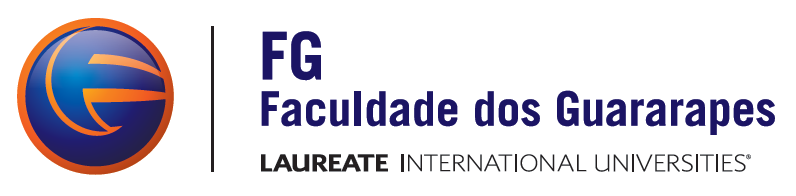 FG
Faculdade dos Guararapes
LAUREATE INTERNATIONAL UNIVERSITIES®